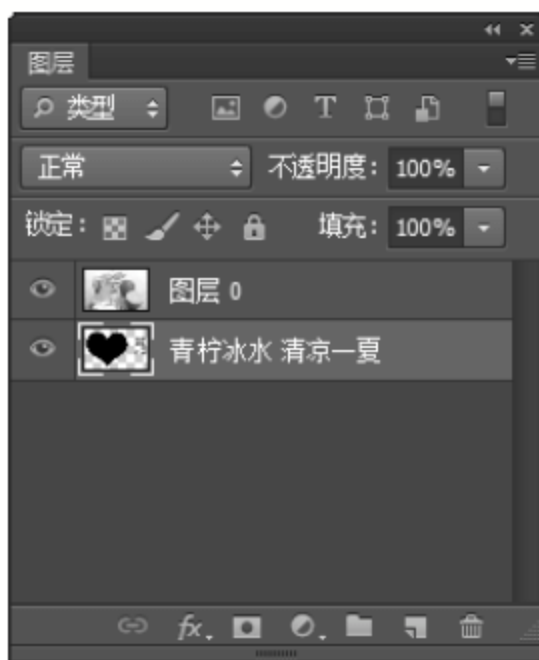 图层
类型
正常 不透明度: 100%
锁定: 填充: 100%
图层 0
青柠冰水 清凉一夏
fx.